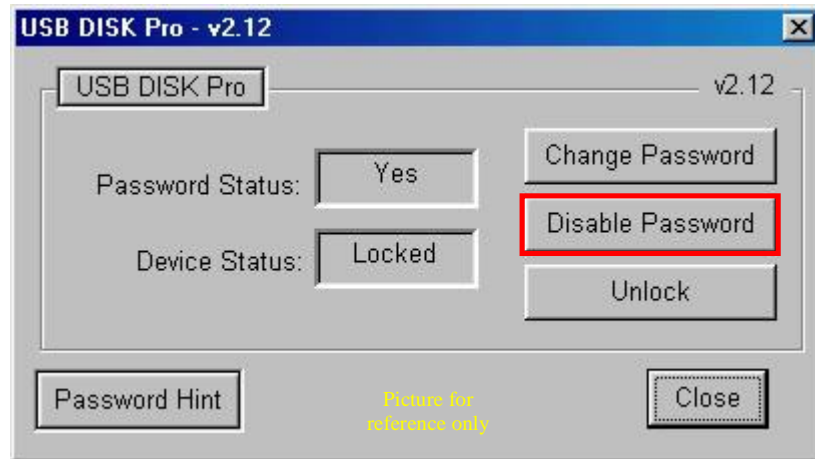 USB DISK Pro - v2.12
USB DISK Pro
v2.12
Password Status:
Yes
Change Password
Disable Password
Device Status:
Locked
Unlock
Password Hint
Picture for
reference only
Close